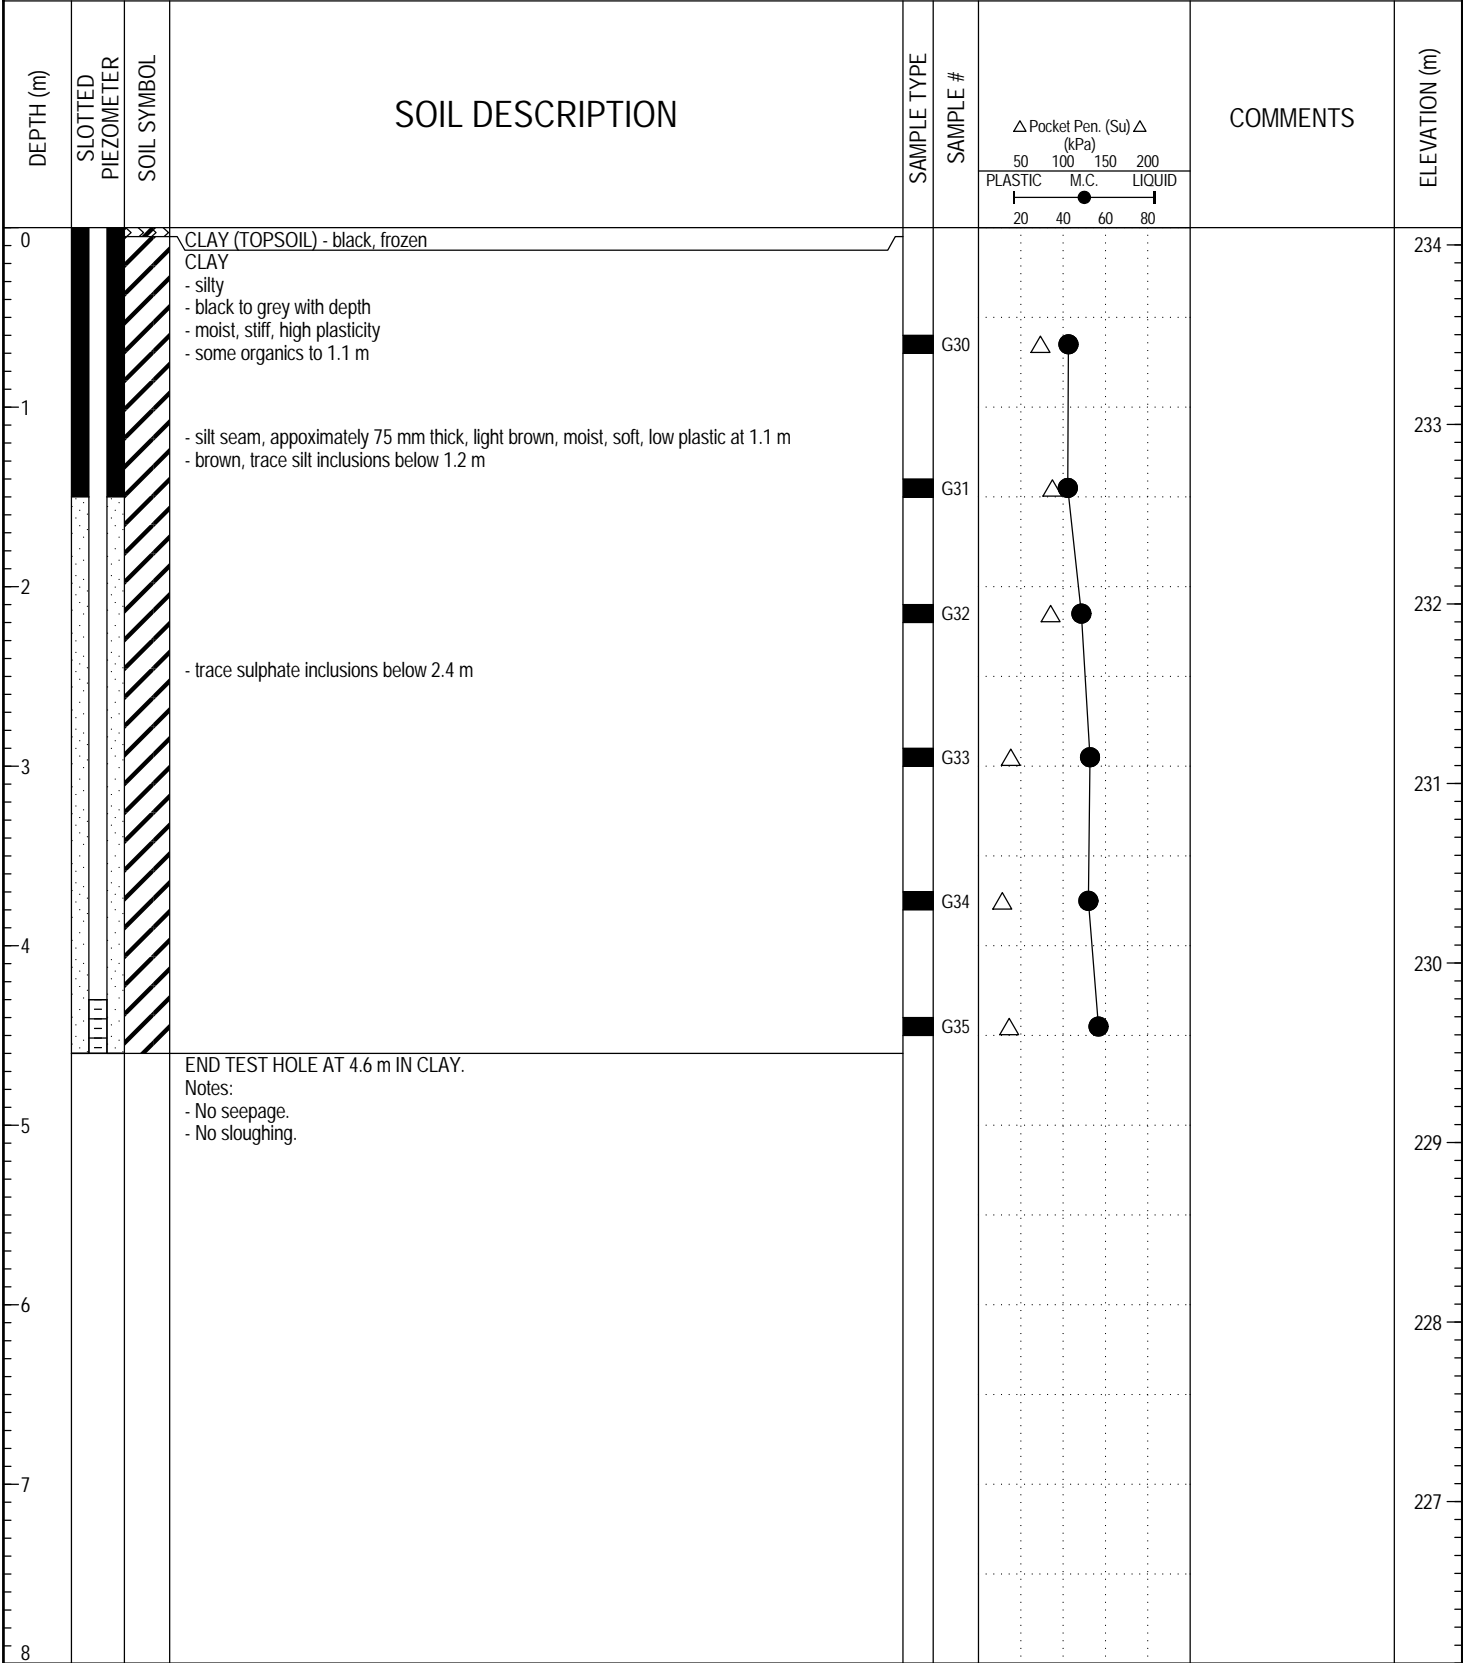 DEPTH (m)
SLOTTED
PIEZOMETER
SOIL SYMBOL
SOIL DESCRIPTION
SAMPLE TYPE
SAMPLE #
△ Pocket Pen. (Su) △
(kPa)
50 100 150 200
PLASTIC M.C. LIQUID
20 40 60 80
COMMENTS
ELEVATION (m)
0
CLAY (TOPSOIL) - black, frozen
234
CLAY
- silty
- black to grey with depth
- moist, stiff, high plasticity
G30
- some organics to 1.1 m
1
233
- silt seam, appoximately 75 mm thick, light brown, moist, soft, low plastic at 1.1 m
- brown, trace silt inclusions below 1.2 m
G31
2
232
G32
- trace sulphate inclusions below 2.4 m
G33
3
231
G34
4
230
G35
END TEST HOLE AT 4.6 m IN CLAY.
Notes:
- No seepage.
5
- No sloughing.
229
6
228
7
227
8